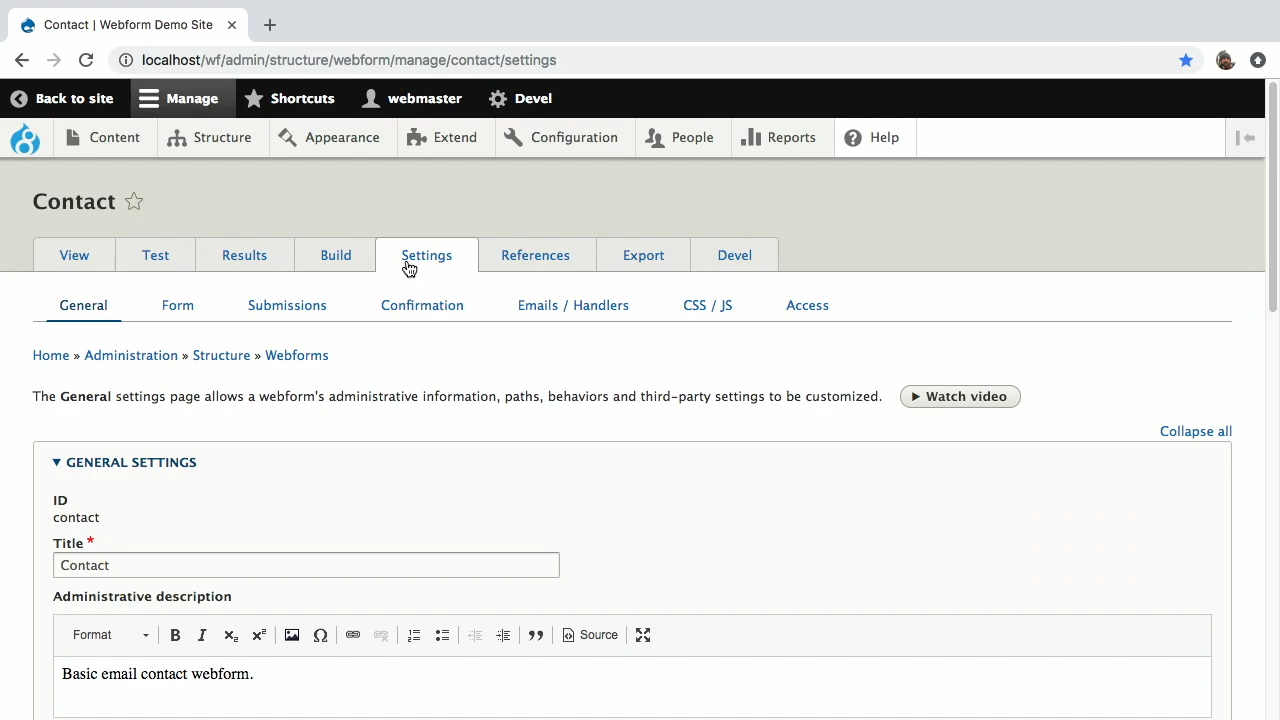 Contact | Webform Demo Site
localhost/wf/admin/structure/webform/manage/contact/settings
Back to site Manage Shortcuts webmaster Devel
Content Structure Appearance Extend Configuration People Reports Help
Contact
View Test Results Build Settings References Export Devel
General Form Submissions Confirmation Emails / Handlers CSS / JS Access
Home » Administration » Structure » Webforms
The General settings page allows a webform's administrative information, paths, behaviors and third-party settings to be customized. Watch video
Collapse all
GENERAL SETTINGS
ID
contact
Title *
Contact
Administrative description
Format B I x₂ x² Ω Source
Basic email contact webform.